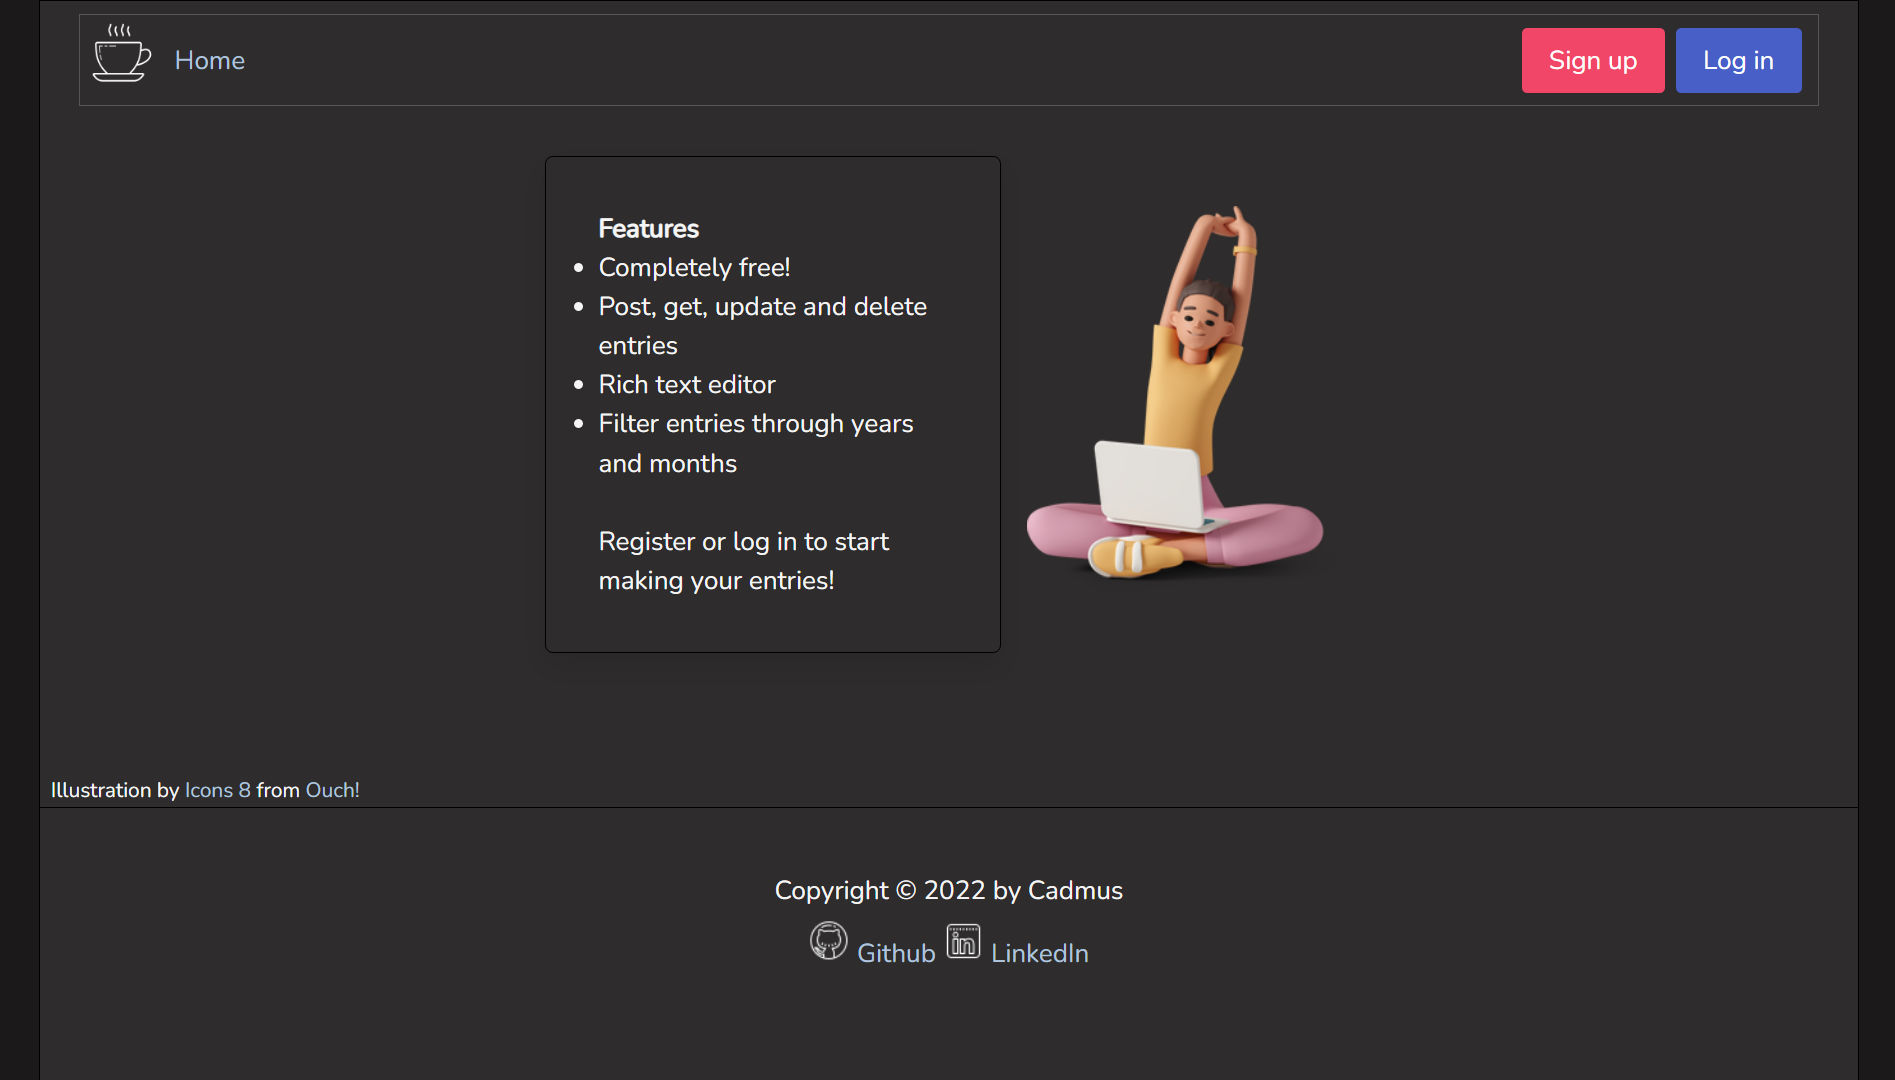 Home
Sign up
Log in
Features
Completely free!
Post, get, update and delete
entries
Rich text editor
Filter entries through years
and months
Register or log in to start
making your entries!
Illustration by Icons 8 from Ouch!
Copyright © 2022 by Cadmus
Github
in
LinkedIn